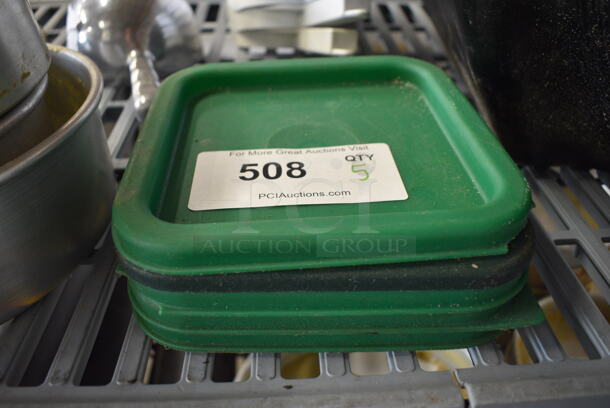 For More Great Auctions Visit
508
QTY
5
PCIAuctions.com
PCI
AUCTION GROUP